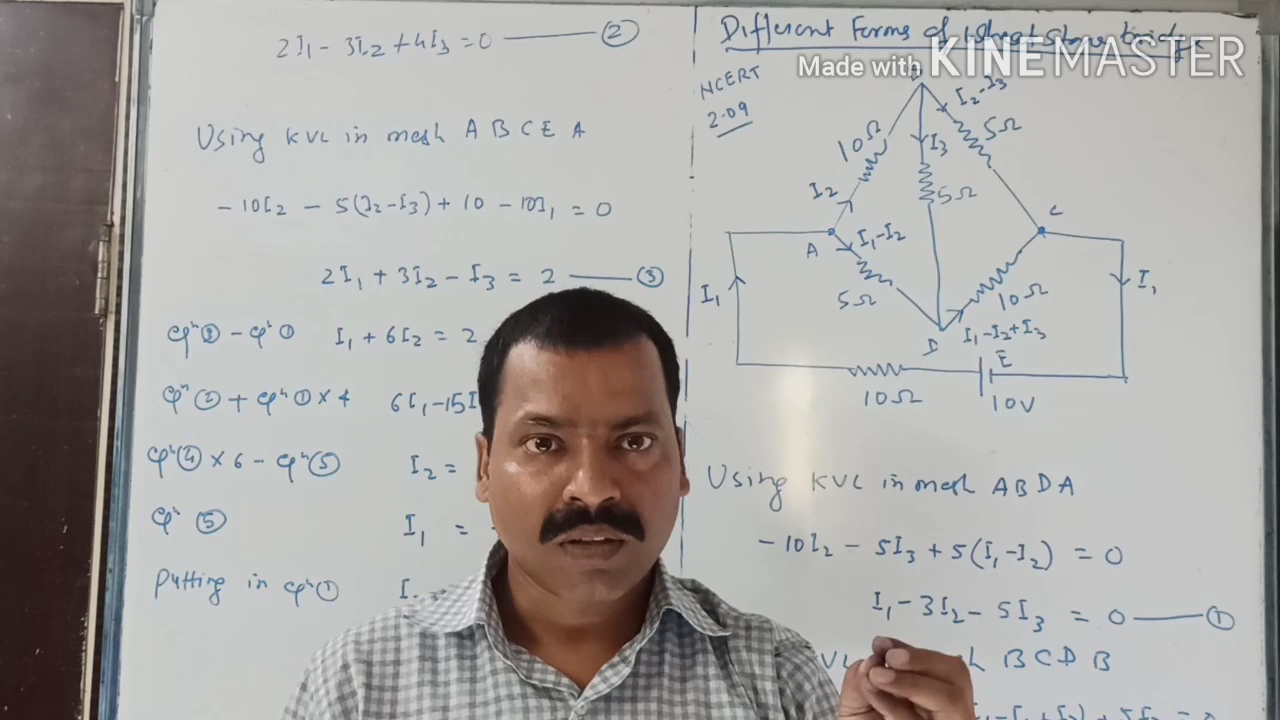 2I₁ - 3I₂ + 4I₃ = 0 ——— ②
Using KVL in mesh A B C E A
- 10I₂ - 5(I₂-I₃) + 10 - 10I₁ = 0
2I₁ + 3I₂ - I₃ = 2 ——— ③
eqⁿ ③ - eqⁿ ① I₁ + 6I₂ = 2
eqⁿ ② + eqⁿ ① × 4 6I₁ - 15I
eqⁿ ④ × 6 - eqⁿ ⑤ I₂ =
eqⁿ ⑤ I₁ =
Putting in eqⁿ ①
Different Forms of Wheat Stone bridge
Made with KINEMASTER
NCERT
2.09
B
I₂-I₃
10Ω
5Ω
I₃
I₂
5Ω
A
I₁-I₂
C
I₁
5Ω
10Ω
I₁
D
I₁-I₂+I₃
E
10Ω
10V
Using KVL in mesh ABDA
- 10I₂ - 5I₃ + 5(I₁-I₂) = 0
I₁ - 3I₂ - 5I₃ = 0 ——— ①
BCDB